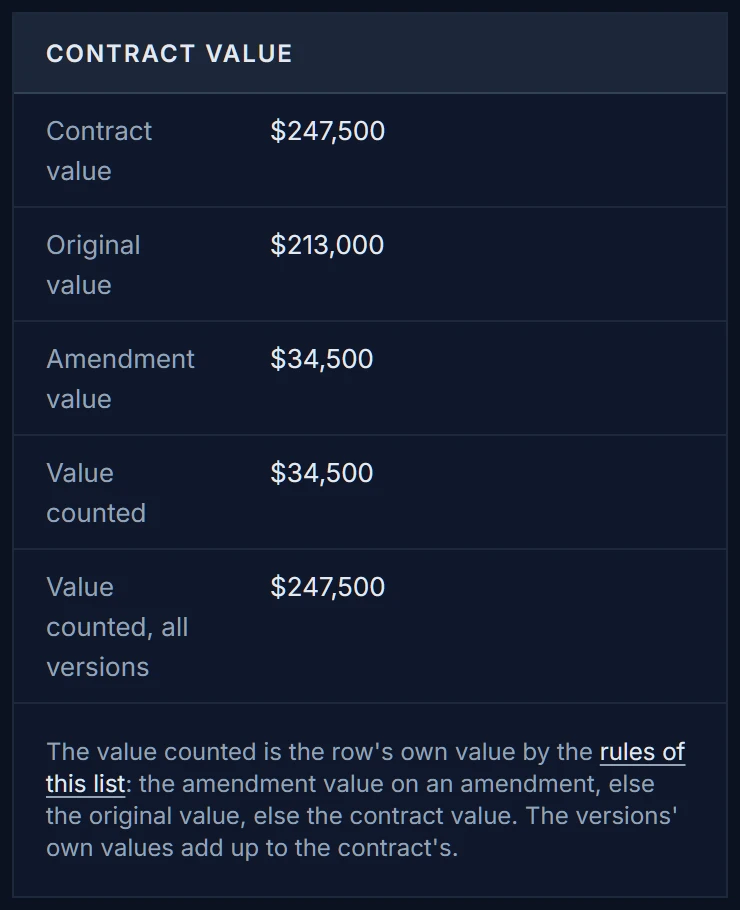 CONTRACT VALUE
Contract value
$247,500
Original value
$213,000
Amendment value
$34,500
Value counted
$34,500
Value counted, all versions
$247,500
The value counted is the row's own value by the rules of
this list: the amendment value on an amendment, else
the original value, else the contract value. The versions'
own values add up to the contract's.